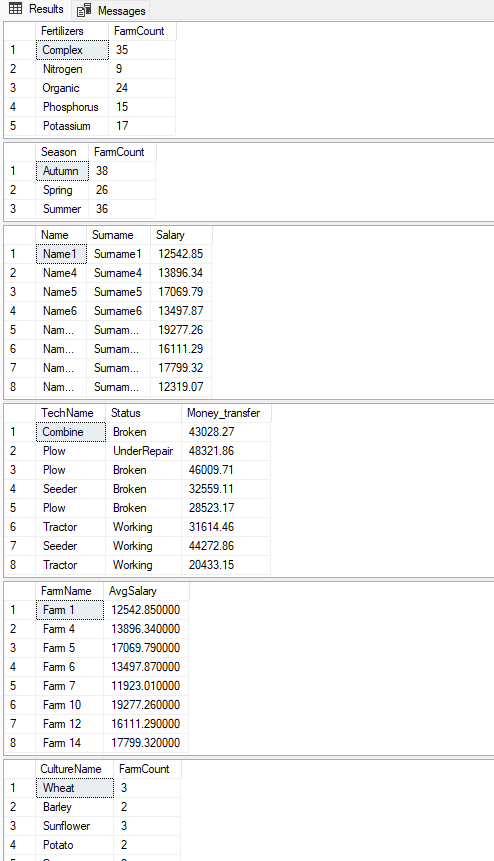 Results Messages
Fertilizers FarmCount
1 Complex 35
2 Nitrogen 9
3 Organic 24
4 Phosphorus 15
5 Potassium 17
Season FarmCount
1 Autumn 38
2 Spring 26
3 Summer 36
Name Surname Salary
1 Name1 Surname1 12542.85
2 Name4 Surname4 13896.34
3 Name5 Surname5 17069.79
4 Name6 Surname6 13497.87
5 Nam... Surnam... 19277.26
6 Nam... Surnam... 16111.29
7 Nam... Surnam... 17799.32
8 Nam... Surnam... 12319.07
TechName Status Money_transfer
1 Combine Broken 43028.27
2 Plow UnderRepair 48321.86
3 Plow Broken 46009.71
4 Seeder Broken 32559.11
5 Plow Broken 28523.17
6 Tractor Working 31614.46
7 Seeder Working 44272.86
8 Tractor Working 20433.15
FarmName AvgSalary
1 Farm 1 12542.850000
2 Farm 4 13896.340000
3 Farm 5 17069.790000
4 Farm 6 13497.870000
5 Farm 7 11923.010000
6 Farm 10 19277.260000
7 Farm 12 16111.290000
8 Farm 14 17799.320000
CultureName FarmCount
1 Wheat 3
2 Barley 2
3 Sunflower 3
4 Potato 2